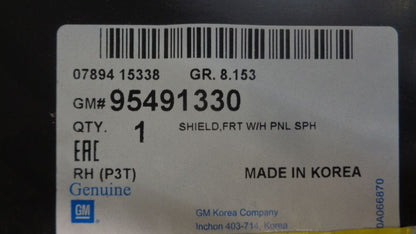 07894 15338 GR. 8.153
GM# 95491330
QTY. 1 SHIELD,FRT W/H PNL SPH
EAC
RH (P3T) MADE IN KOREA
Genuine
GM GM Korea Company
Inchon 403-714, Korea
0A066870